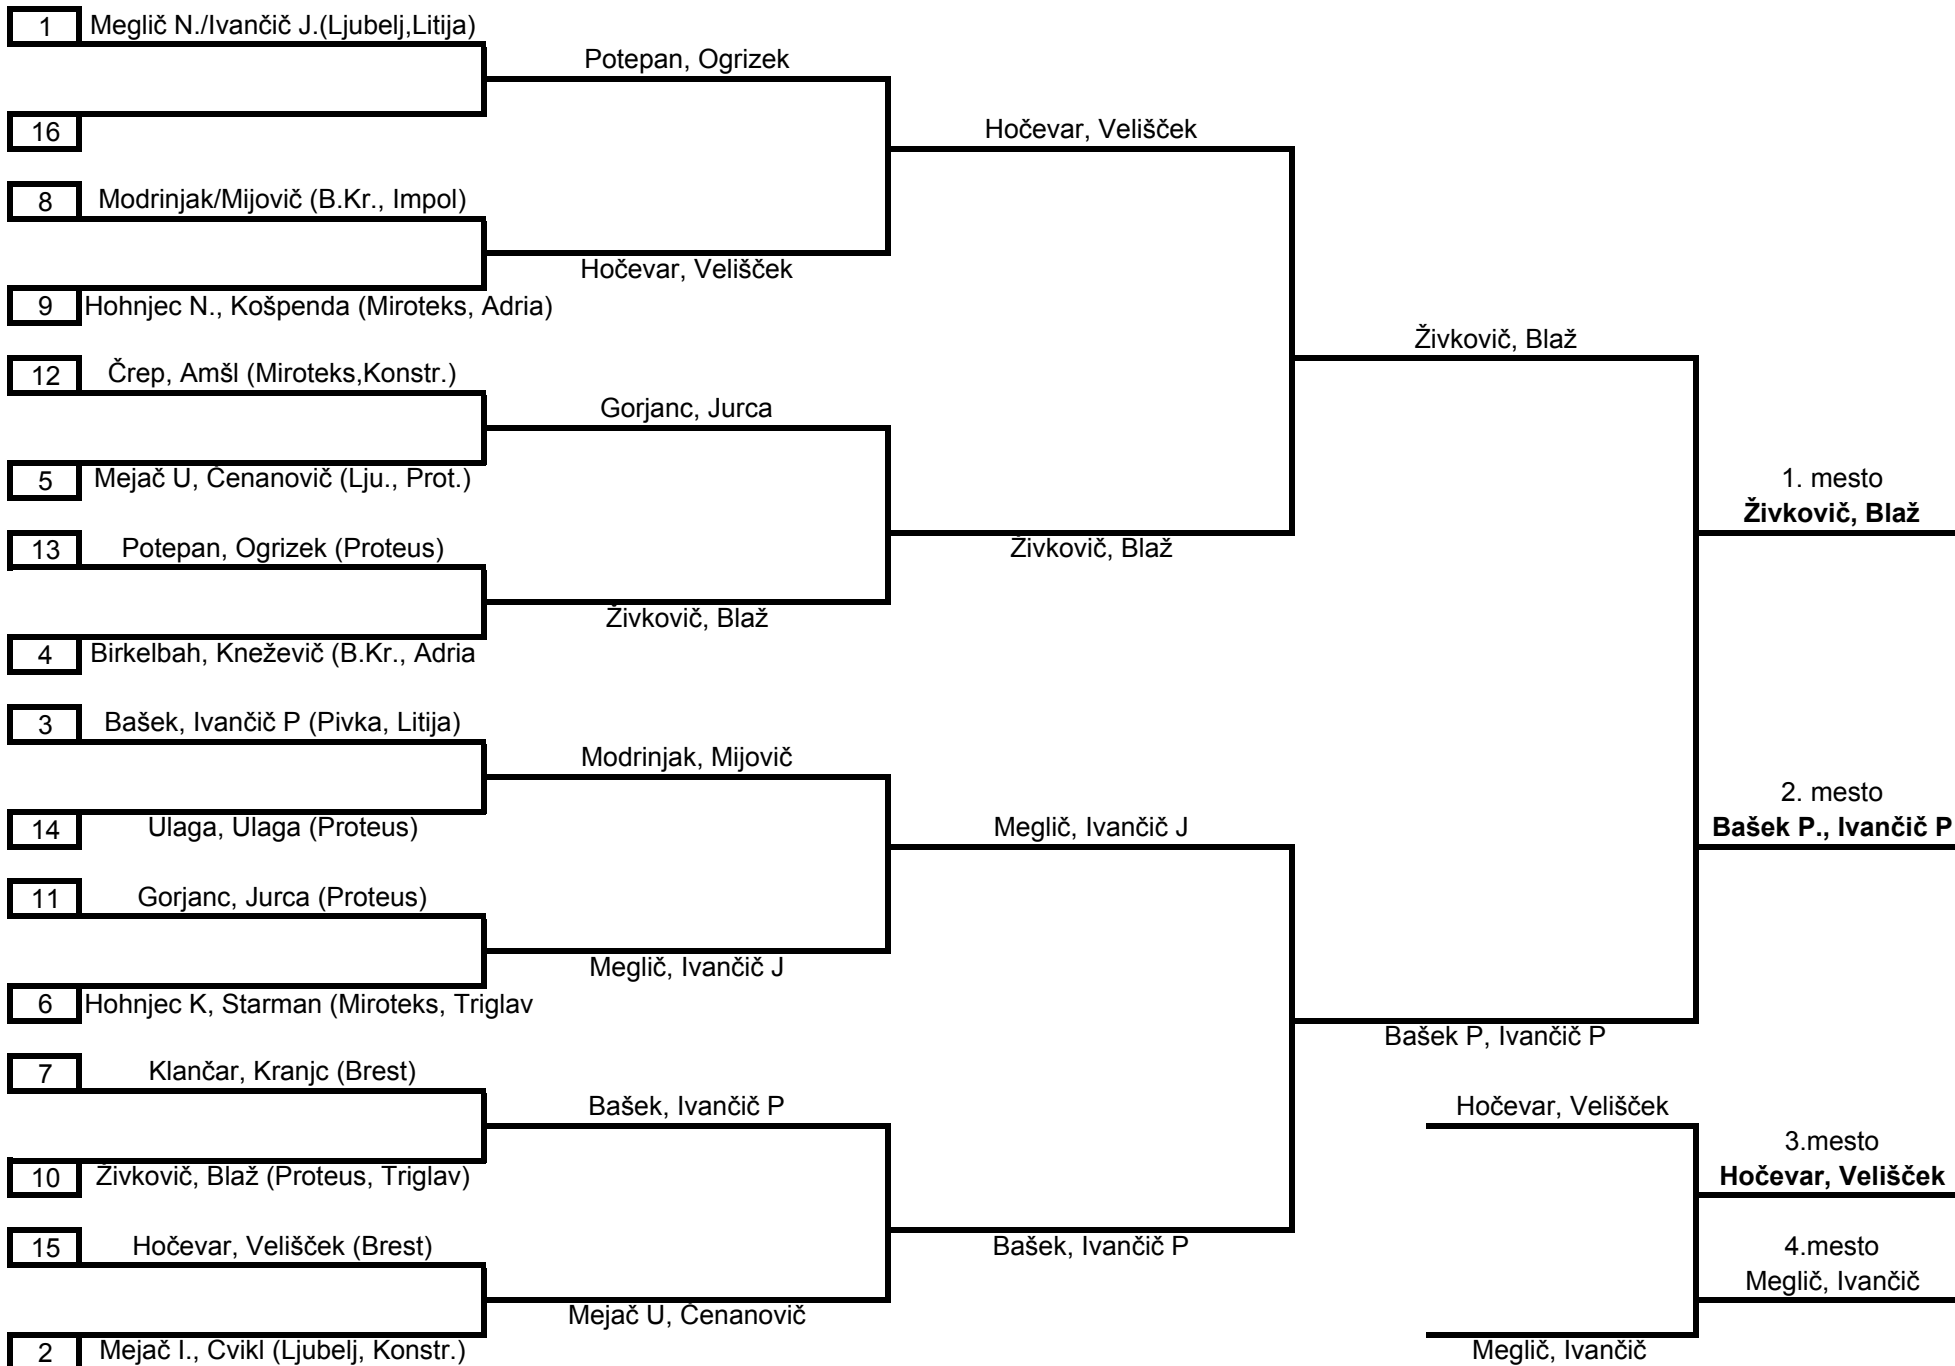 1 Meglič N./Ivančič J.(Ljubelj,Litija)
16
8 Modrinjak/Mijovič (B.Kr., Impol)
9 Hohnjec N., Košpenda (Miroteks, Adria)
12 Črep, Amšl (Miroteks,Konstr.)
5 Mejač U, Čenanovič (Lju., Prot.)
13 Potepan, Ogrizek (Proteus)
4 Birkelbah, Kneževič (B.Kr., Adria
3 Bašek, Ivančič P (Pivka, Litija)
14 Ulaga, Ulaga (Proteus)
11 Gorjanc, Jurca (Proteus)
6 Hohnjec K, Starman (Miroteks, Triglav
7 Klančar, Kranjc (Brest)
10 Živkovič, Blaž (Proteus, Triglav)
15 Hočevar, Velišček (Brest)
2 Mejač I., Cvikl (Ljubelj, Konstr.)
Potepan, Ogrizek
Hočevar, Velišček
Gorjanc, Jurca
Živkovič, Blaž
Modrinjak, Mijovič
Meglič, Ivančič J
Bašek, Ivančič P
Mejač U, Čenanovič
Hočevar, Velišček
Živkovič, Blaž
Meglič, Ivančič J
Bašek, Ivančič P
Živkovič, Blaž
Bašek P, Ivančič P
Hočevar, Velišček
Meglič, Ivančič
1. mesto
Živkovič, Blaž
2. mesto
Bašek P., Ivančič P
3.mesto
Hočevar, Velišček
4.mesto
Meglič, Ivančič